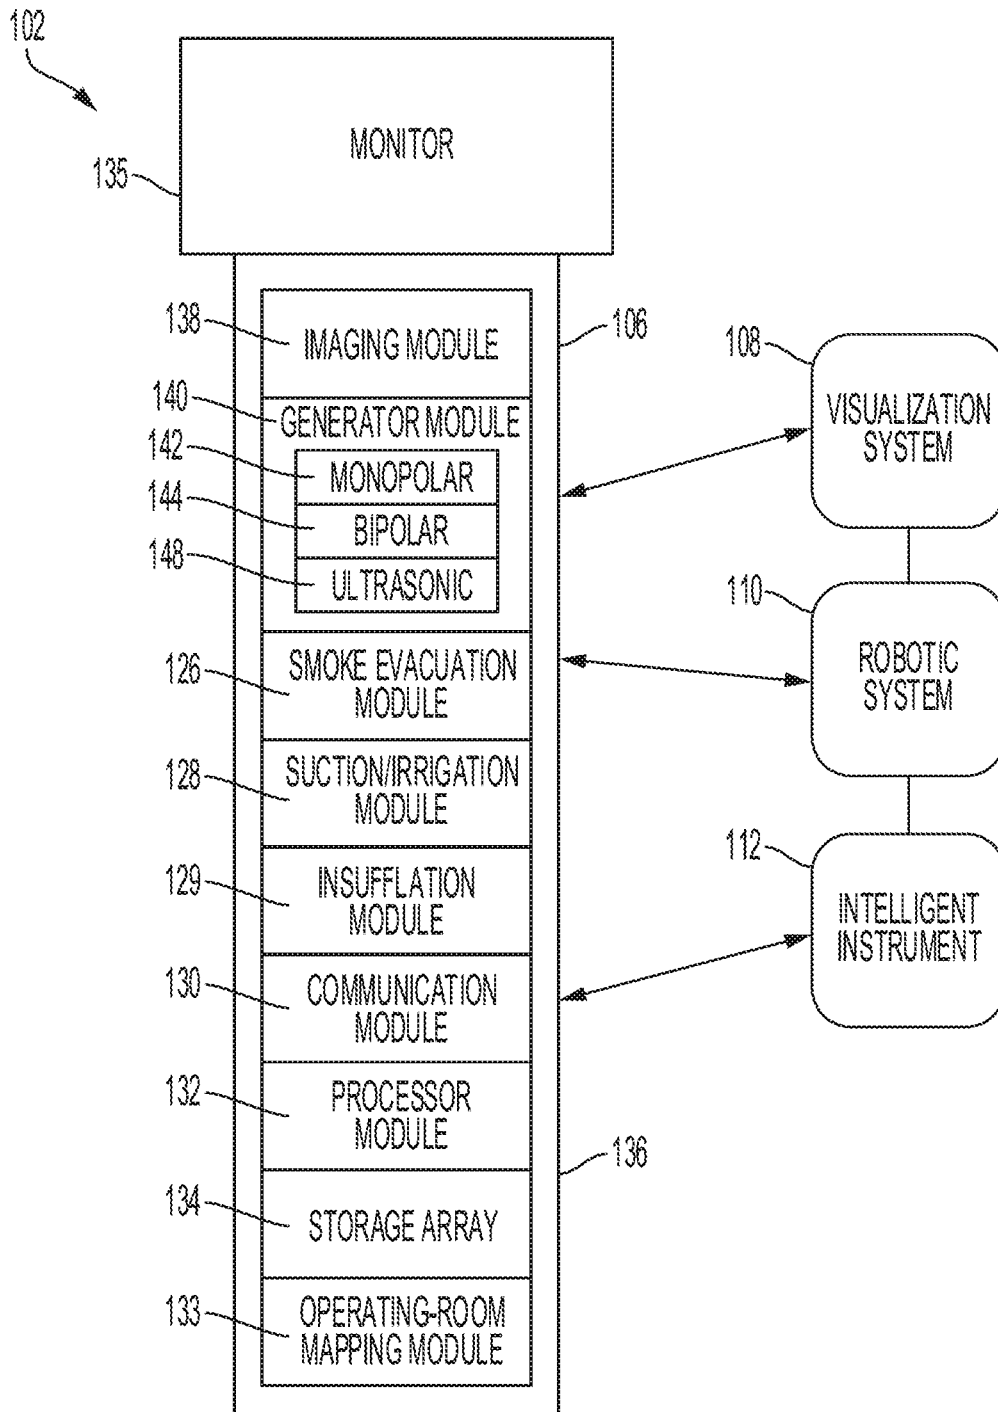 102
MONITOR
135
138
IMAGING MODULE
106
108
VISUALIZATION
SYSTEM
140
GENERATOR MODULE
142
MONOPOLAR
144
BIPOLAR
148
ULTRASONIC
110
ROBOTIC
SYSTEM
126
SMOKE EVACUATION
MODULE
128
SUCTION/IRRIGATION
MODULE
112
INTELLIGENT
INSTRUMENT
129
INSUFFLATION
MODULE
130
COMMUNICATION
MODULE
132
PROCESSOR
MODULE
136
134
STORAGE ARRAY
133
OPERATING-ROOM
MAPPING MODULE